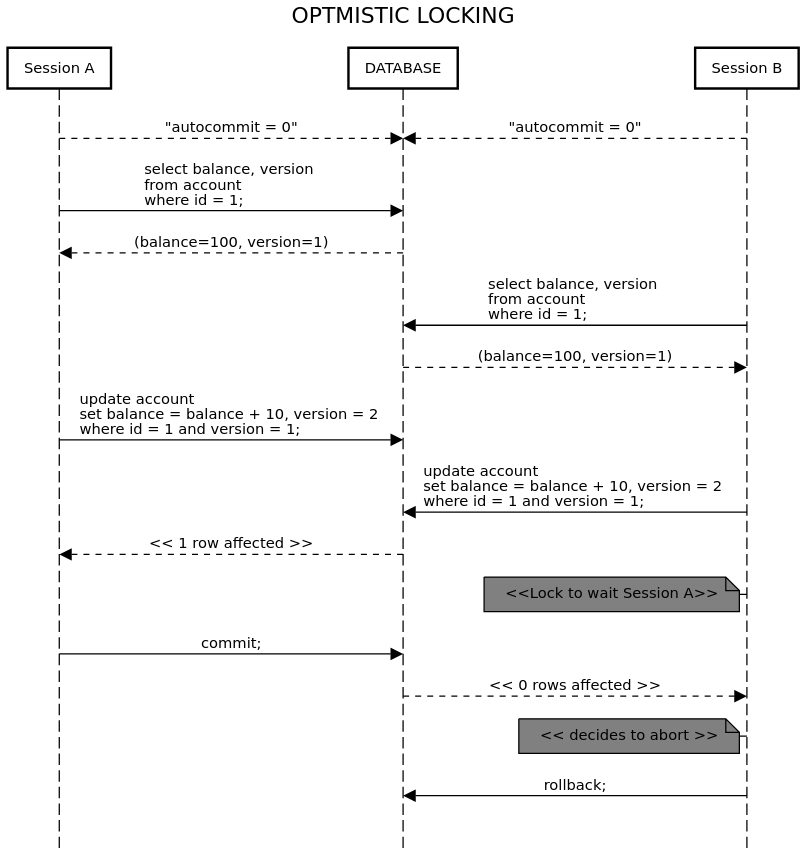 OPTMISTIC LOCKING
Session A
DATABASE
Session B
"autocommit = 0"
"autocommit = 0"
select balance, version
from account
where id = 1;
(balance=100, version=1)
select balance, version
from account
where id = 1;
(balance=100, version=1)
update account
set balance = balance + 10, version = 2
where id = 1 and version = 1;
update account
set balance = balance + 10, version = 2
where id = 1 and version = 1;
<< 1 row affected >>
<<Lock to wait Session A>>
commit;
<< 0 rows affected >>
<< decides to abort >>
rollback;